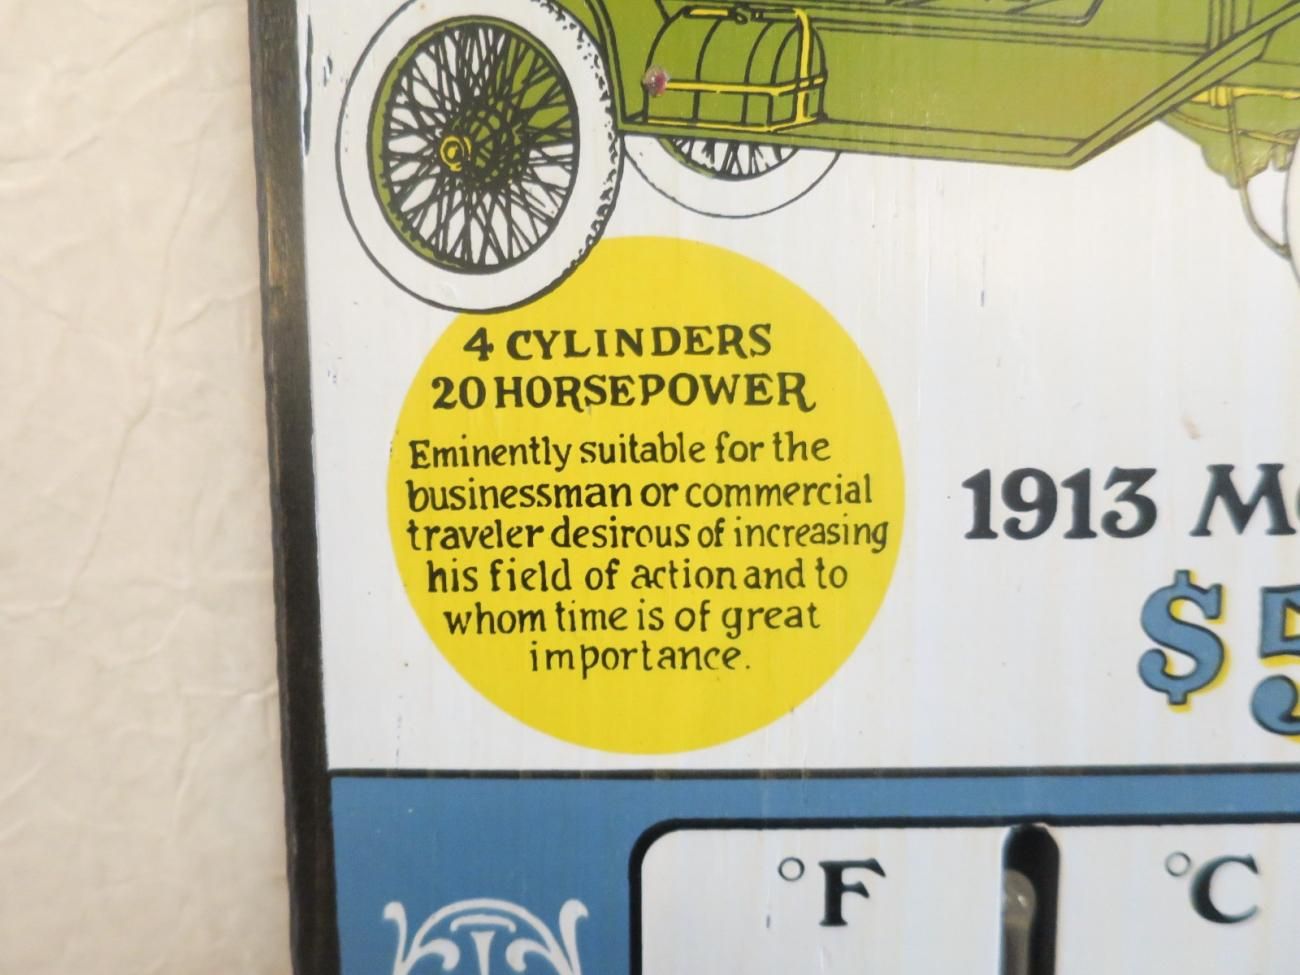 4 CYLINDERS
20 HORSEPOWER
Eminently suitable for the
businessman or commercial
traveler desirous of increasing
his field of action and to
whom time is of great
importance.
1913
$5
°F
°C